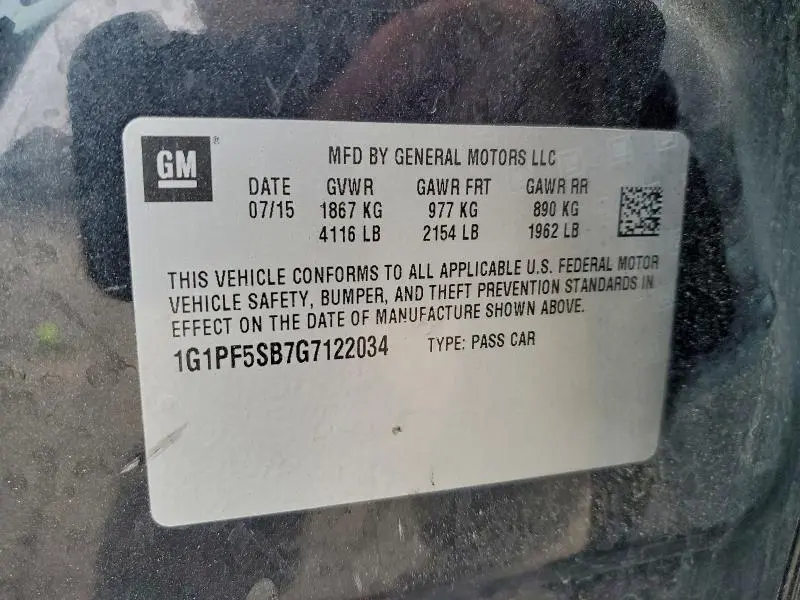 GM ® MFD BY GENERAL MOTORS LLC
DATE GVWR GAWR FRT GAWR RR
07/15 1867 KG 977 KG 890 KG
4116 LB 2154 LB 1962 LB
THIS VEHICLE CONFORMS TO ALL APPLICABLE U.S. FEDERAL MOTOR
VEHICLE SAFETY, BUMPER, AND THEFT PREVENTION STANDARDS IN
EFFECT ON THE DATE OF MANUFACTURE SHOWN ABOVE.
1G1PF5SB7G7122034 TYPE: PASS CAR